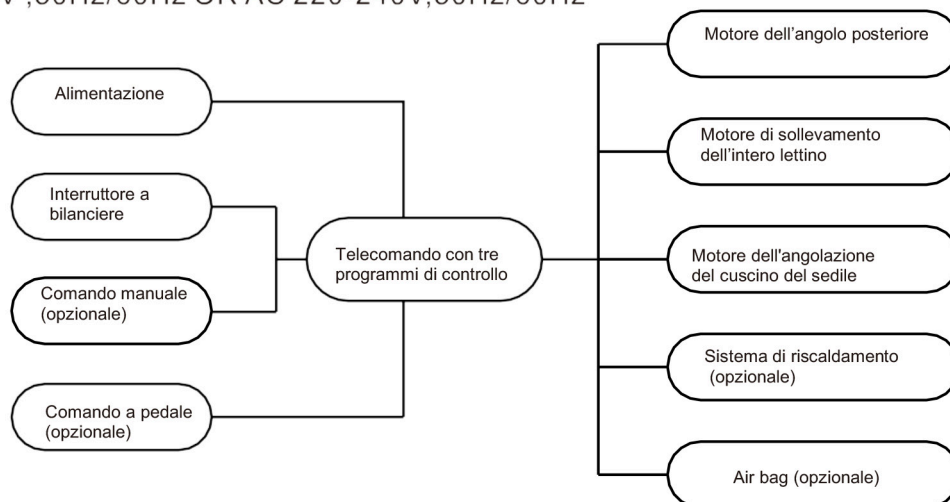 Alimentazione
Interruttore a
bilanciere
Comando manuale
(opzionale)
Comando a pedale
(opzionale)
Telecomando con tre
programmi di controllo
Motore dell’angolo posteriore
Motore di sollevamento
dell’intero lettino
Motore dell'angolazione
del cuscino del sedile
Sistema di riscaldamento
(opzionale)
Air bag (opzionale)